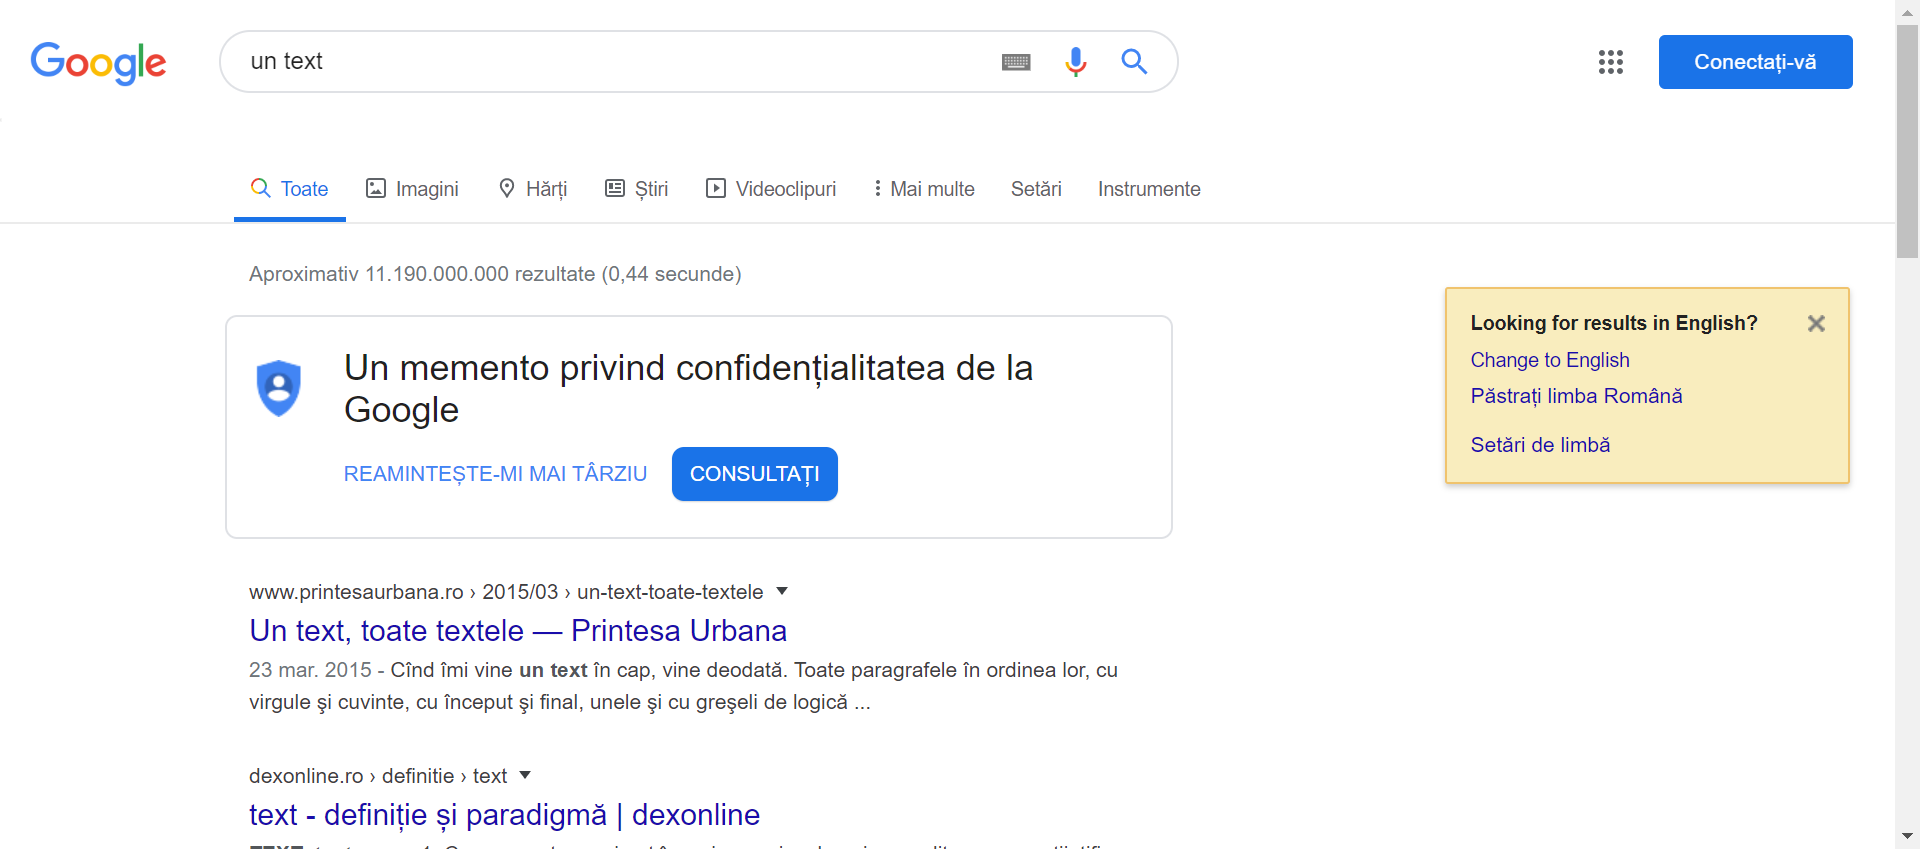 Google
un text
Conectați-vă
Toate
Imagini
Hărți
Știri
Videoclipuri
Mai multe
Setări
Instrumente
Aproximativ 11.190.000.000 rezultate (0,44 secunde)
Looking for results in English?
Change to English
Păstrați limba Română
Setări de limbă
Un memento privind confidențialitatea de la
Google
REAMINTEȘTE-MI MAI TÂRZIU
CONSULTAȚI
www.printesaurbana.ro › 2015/03 › un-text-toate-textele
Un text, toate textele — Printesa Urbana
23 mar. 2015 - Cînd îmi vine un text în cap, vine deodată. Toate paragrafele în ordinea lor, cu
virgule şi cuvinte, cu început şi final, unele şi cu greşeli de logică ...
dexonline.ro › definitie › text
text - definiție și paradigmă | dexonline